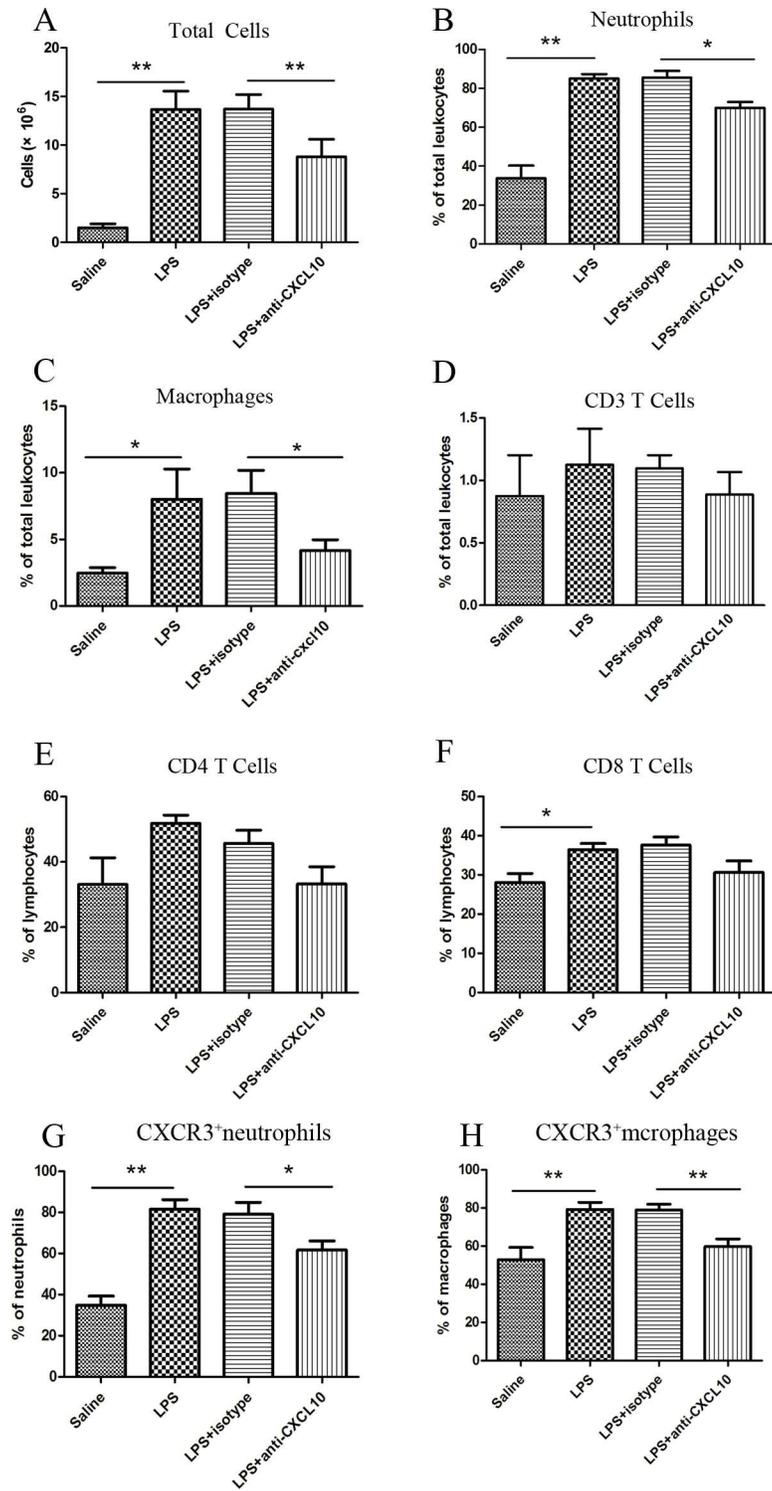 A
Total Cells
Cells (× 10⁶)
20
15
10
5
0
**
**
Saline
LPS
LPS+isotype
LPS+anti-CXCL10
B
Neutrophils
% of total leukocytes
100
80
60
40
20
0
**
*
Saline
LPS
LPS+isotype
LPS+anti-CXCL10
C
Macrophages
% of total leukocytes
15
10
5
0
*
*
Saline
LPS
LPS+isotype
LPS+anti-cxcl10
D
CD3 T Cells
% of total leukocytes
1.5
1.0
0.5
0.0
Saline
LPS
LPS+isotype
LPS+anti-CXCL10
E
CD4 T Cells
% of lymphocytes
60
40
20
0
Saline
LPS
LPS+isotype
LPS+anti-CXCL10
F
CD8 T Cells
% of lymphocytes
50
40
30
20
10
0
*
Saline
LPS
LPS+isotype
LPS+anti-CXCL10
G
CXCR3⁺neutrophils
% of neutrophils
100
80
60
40
20
0
**
*
Saline
LPS
LPS+isotype
LPS+anti-CXCL10
H
CXCR3⁺mcrophages
% of macrophages
100
80
60
40
20
0
**
**
Saline
LPS
LPS+isotype
LPS+anti-CXCL10